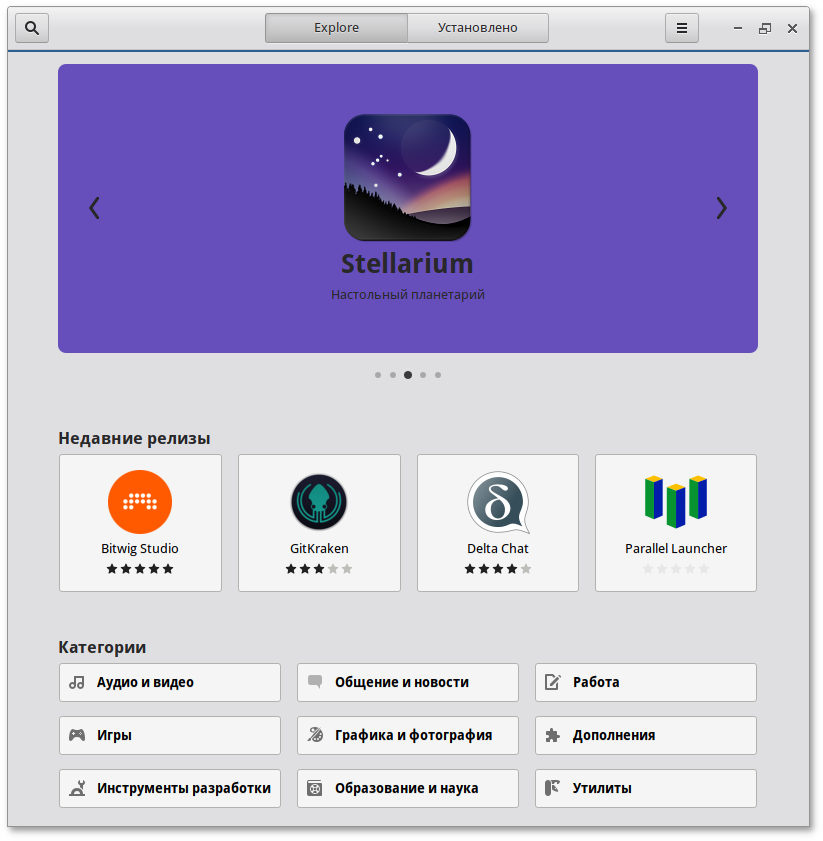 Explore
Установлено
Stellarium
Настольный планетарий
Недавние релизы
Bitwig Studio
GitKraken
Delta Chat
Parallel Launcher
Категории
Аудио и видео
Общение и новости
Работа
Игры
Графика и фотография
Дополнения
Инструменты разработки
Образование и наука
Утилиты